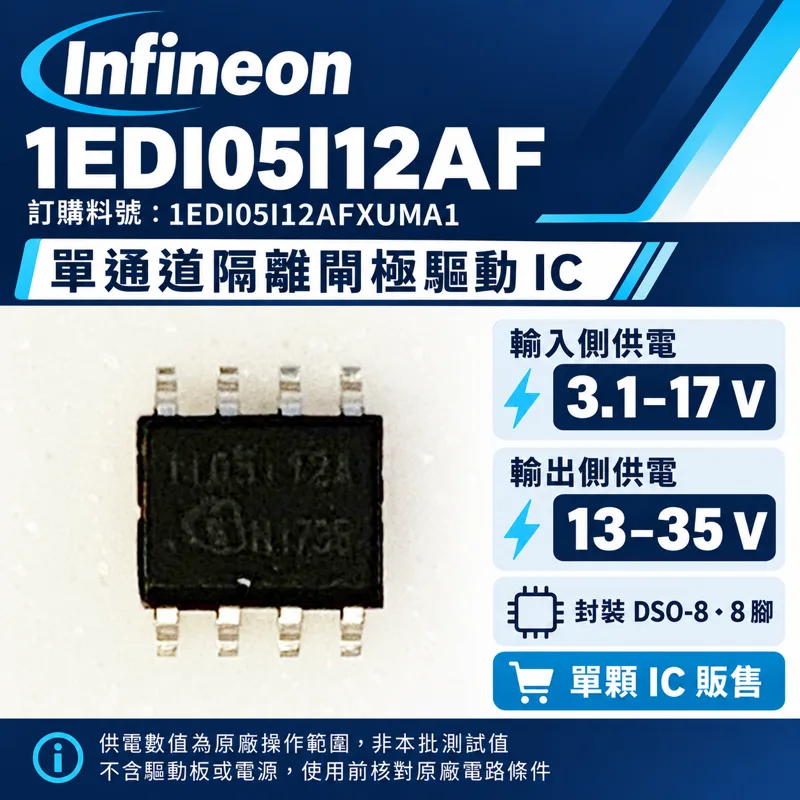 Infineon
1EDI05I12AF
訂購料號：1EDI05I12AFXUMA1
單通道隔離閘極驅動 IC
輸入側供電
3.1–17 V
輸出側供電
13–35 V
封裝 DSO-8・8 腳
單顆 IC 販售
供電數值為原廠操作範圍，非本批測試值
不含驅動板或電源，使用前核對原廠電路條件